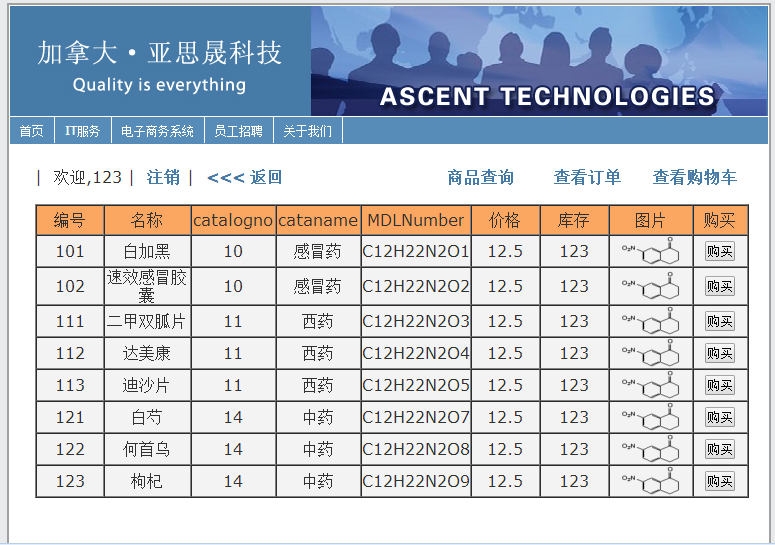 加拿大·亚思晟科技
Quality is everything
ASCENT TECHNOLOGIES
首页 IT服务 电子商务系统 员工招聘 关于我们
| 欢迎,123 | 注销 | <<< 返回 商品查询 查看订单 查看购物车
编号 名称 catalogno cataname MDLNumber 价格 库存 图片 购买
101 白加黑 10 感冒药 C12H22N2O1 12.5 123 O₂N O 购买
102 速效感冒胶囊 10 感冒药 C12H22N2O2 12.5 123 O₂N O 购买
111 二甲双胍片 11 西药 C12H22N2O3 12.5 123 O₂N O 购买
112 达美康 11 西药 C12H22N2O4 12.5 123 O₂N O 购买
113 迪沙片 11 西药 C12H22N2O5 12.5 123 O₂N O 购买
121 白芍 14 中药 C12H22N2O7 12.5 123 O₂N O 购买
122 何首乌 14 中药 C12H22N2O8 12.5 123 O₂N O 购买
123 枸杞 14 中药 C12H22N2O9 12.5 123 O₂N O 购买